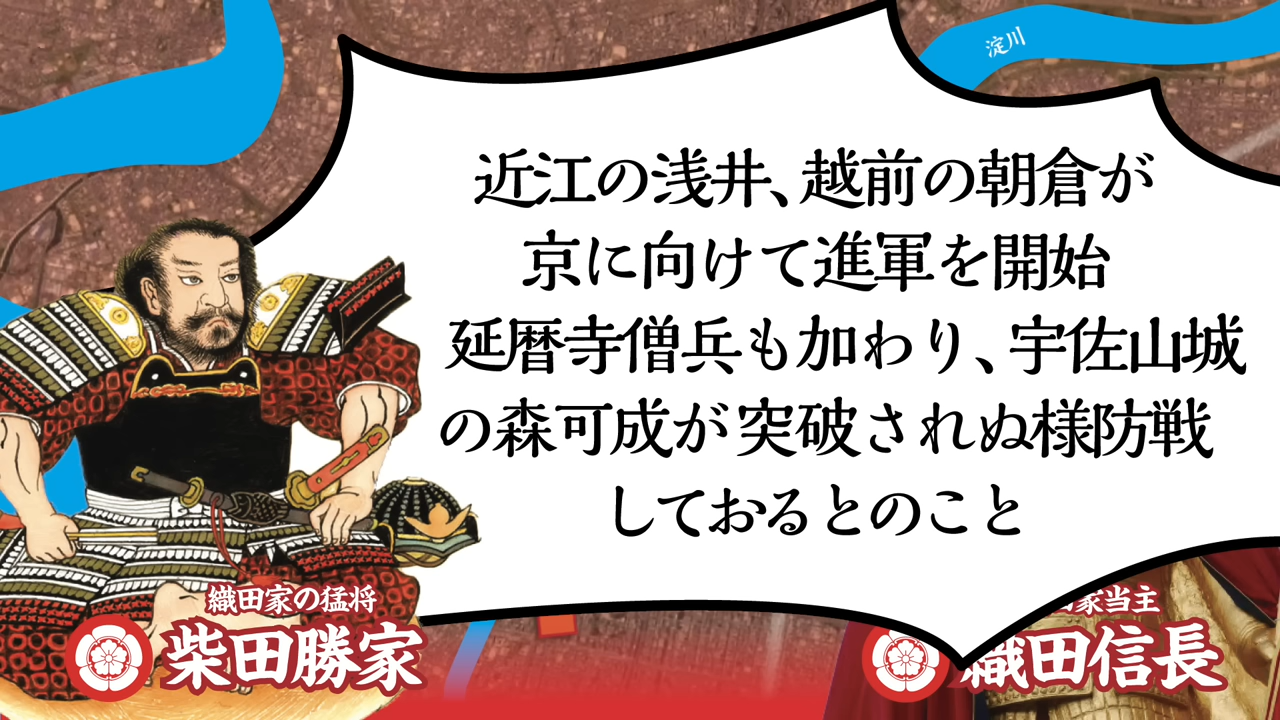 淀川
近江の浅井、越前の朝倉が
京に向けて進軍を開始
延暦寺僧兵も加わり、宇佐山城
の森可成が突破されぬ様防戦
しておるとのこと
織田家の猛将
柴田勝家
家当主
織田信長